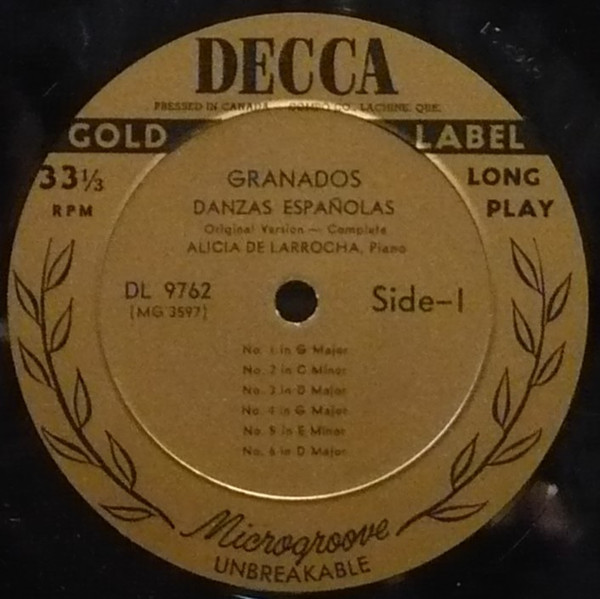 DECCA
PRESSED IN CANADA COMPO CO., LACHINE, QUE.
GOLD LABEL
33⅓ LONG
RPM PLAY
GRANADOS
DANZAS ESPAÑOLAS
Original Version — Complete
ALICIA DE LARROCHA, Piano
DL 9762 Side-1
(MG 3597)
No. 1 in G Major
No. 2 in C Minor
No. 3 in D Major
No. 4 in G Major
No. 5 in E Minor
No. 6 in D Major
Microgroove
UNBREAKABLE